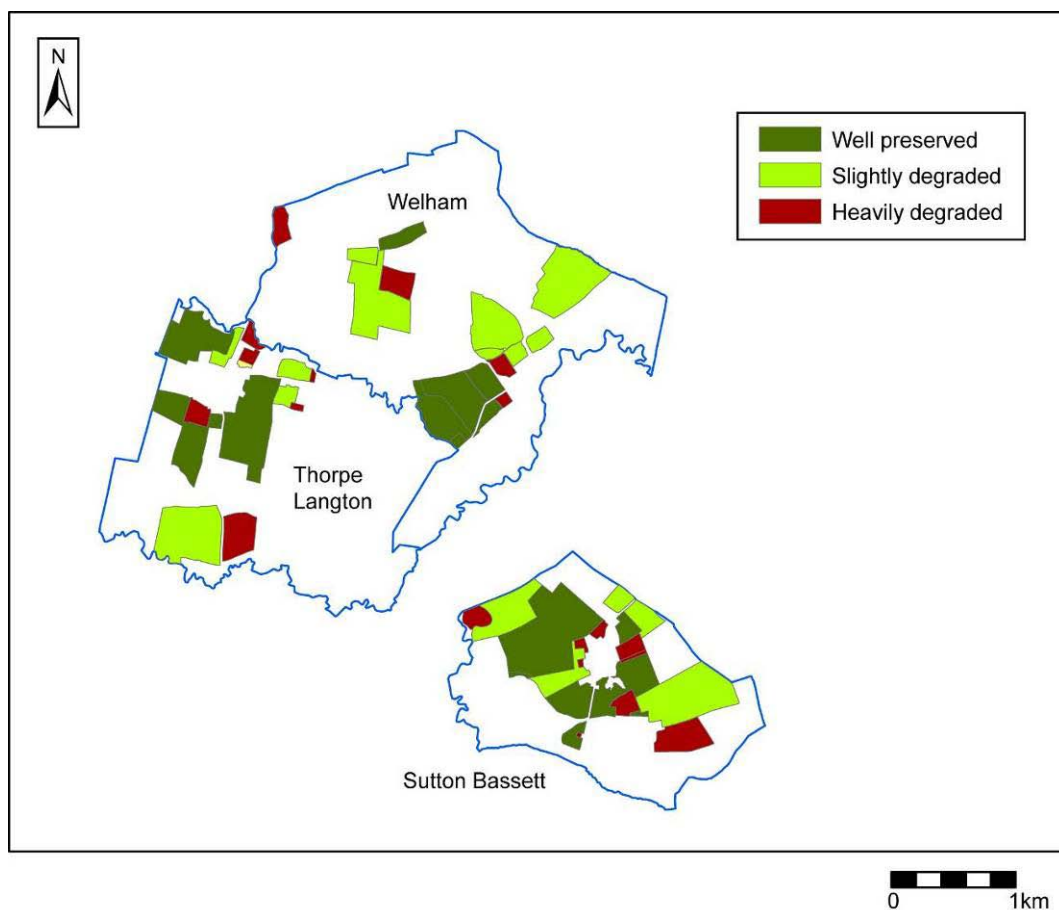 N
Well preserved
Slightly degraded
Heavily degraded
Welham
Thorpe
Langton
Sutton Bassett
0 1km